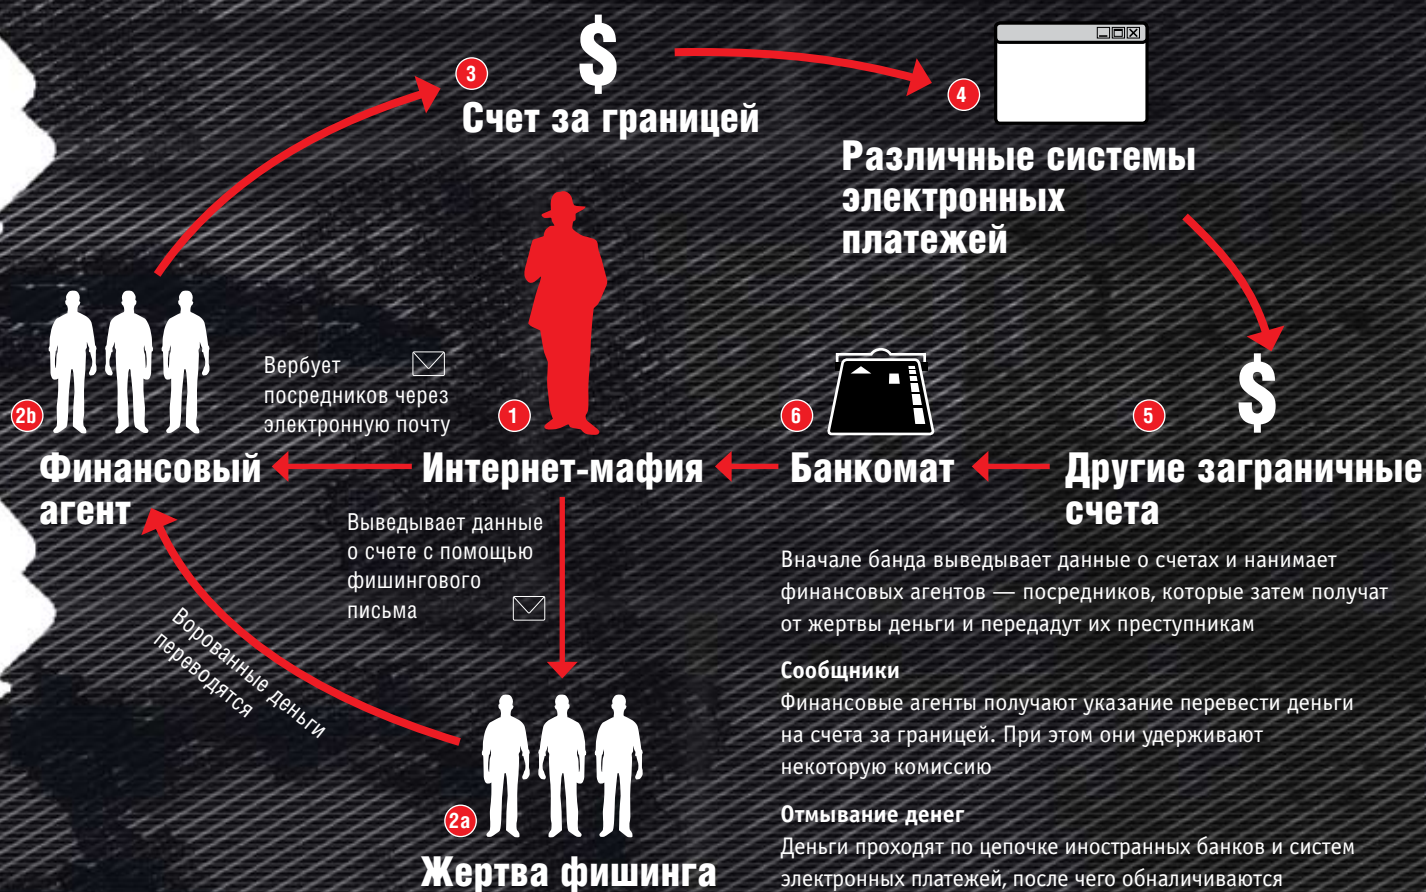 3
$
Счет за границей
4
Различные системы
электронных
платежей
2b
Вербует
посредников через
электронную почту
1
6
5
$
Финансовый
агент
Интернет-мафия
Банкомат
Другие заграничные
счета
Выведывает данные
о счете с помощью
фишингового
письма
Ворованные деньги
переводятся
2a
Жертва фишинга
Вначале банда выведывает данные о счетах и нанимает
финансовых агентов — посредников, которые затем получат
от жертвы деньги и передадут их преступникам
Сообщники
Финансовые агенты получают указание перевести деньги
на счета за границей. При этом они удерживают
некоторую комиссию
Отмывание денег
Деньги проходят по цепочке иностранных банков и систем
электронных платежей, после чего обналичиваются